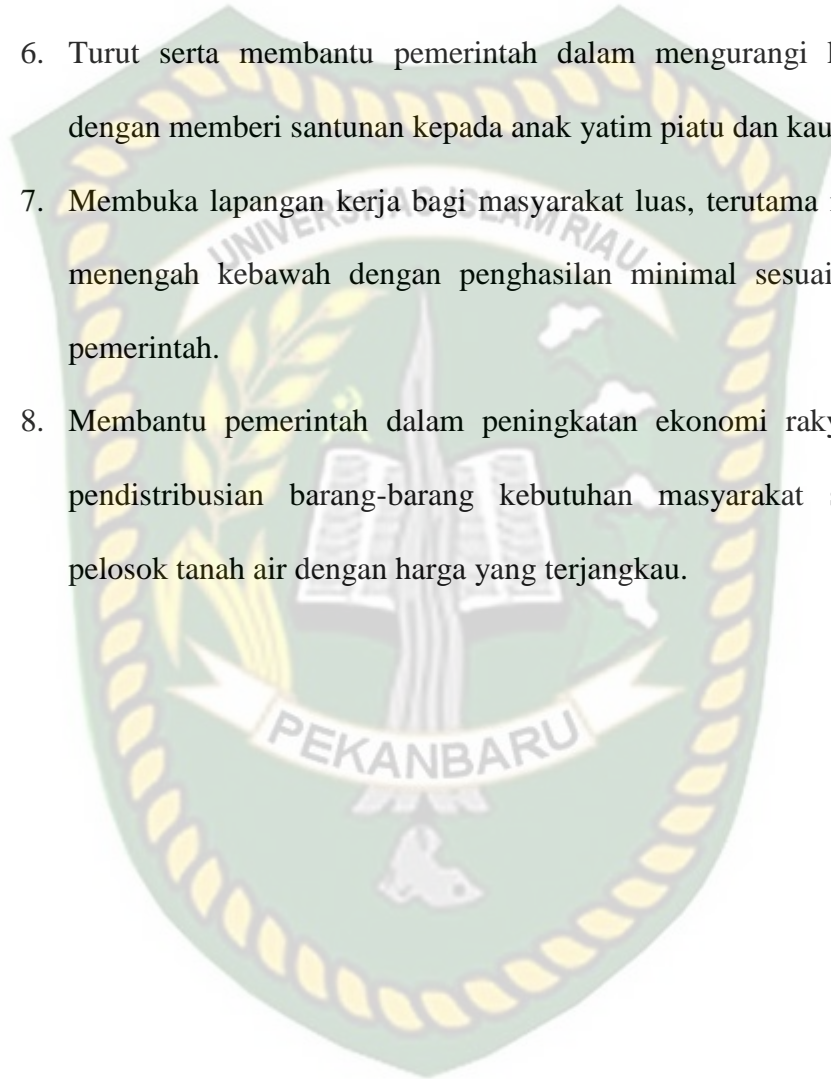 6. Turut serta membantu pemerintah dalam mengurangi
dengan memberi santunan kepada anak yatim piatu dan
7. Membuka lapangan kerja bagi masyarakat luas, terutama
menengah kebawah dengan penghasilan minimal sesuai
pemerintah.
8. Membantu pemerintah dalam peningkatan ekonomi
pendistribusian barang-barang kebutuhan masyarakat
pelosok tanah air dengan harga yang terjangkau.
UNIVERSITAS ISLAM RIAU
PEKANBARU